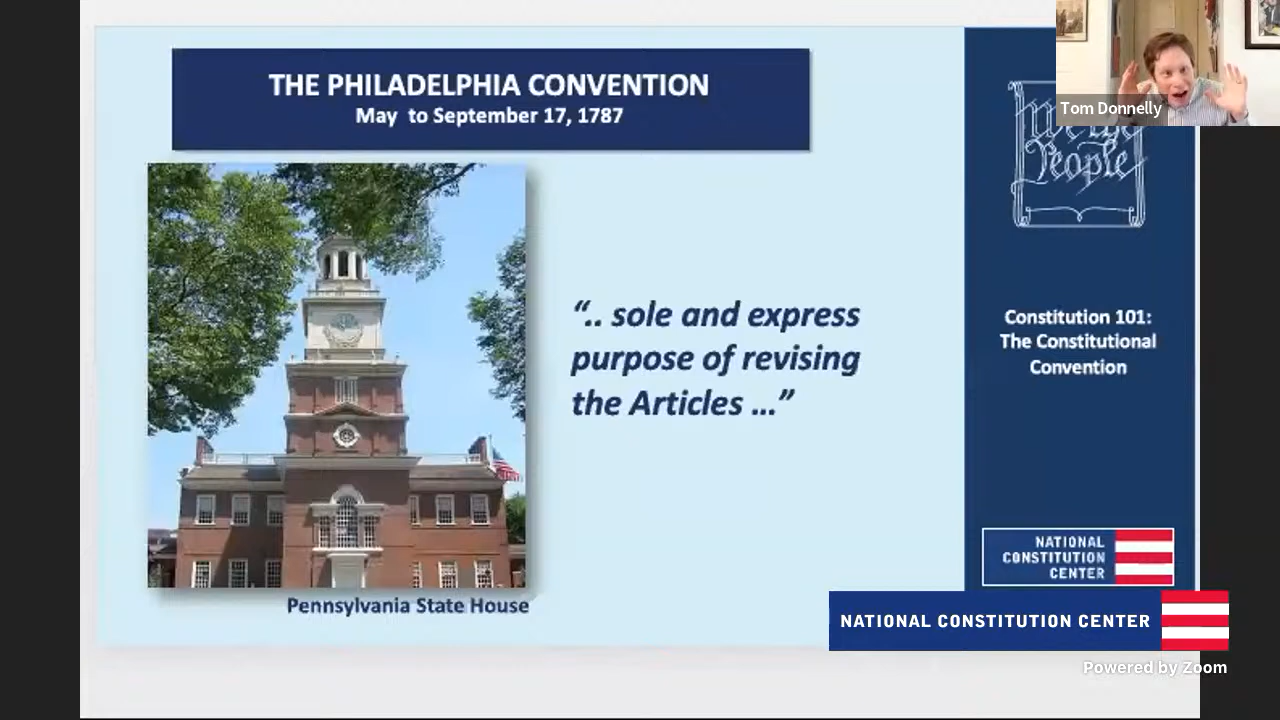 THE PHILADELPHIA CONVENTION
May to September 17, 1787
Tom Donnelly
We the
People
“.. sole and express
purpose of revising
the Articles ...”
Constitution 101:
The Constitutional
Convention
NATIONAL
CONSTITUTION
CENTER
Pennsylvania State House
NATIONAL CONSTITUTION CENTER
Powered by Zoom